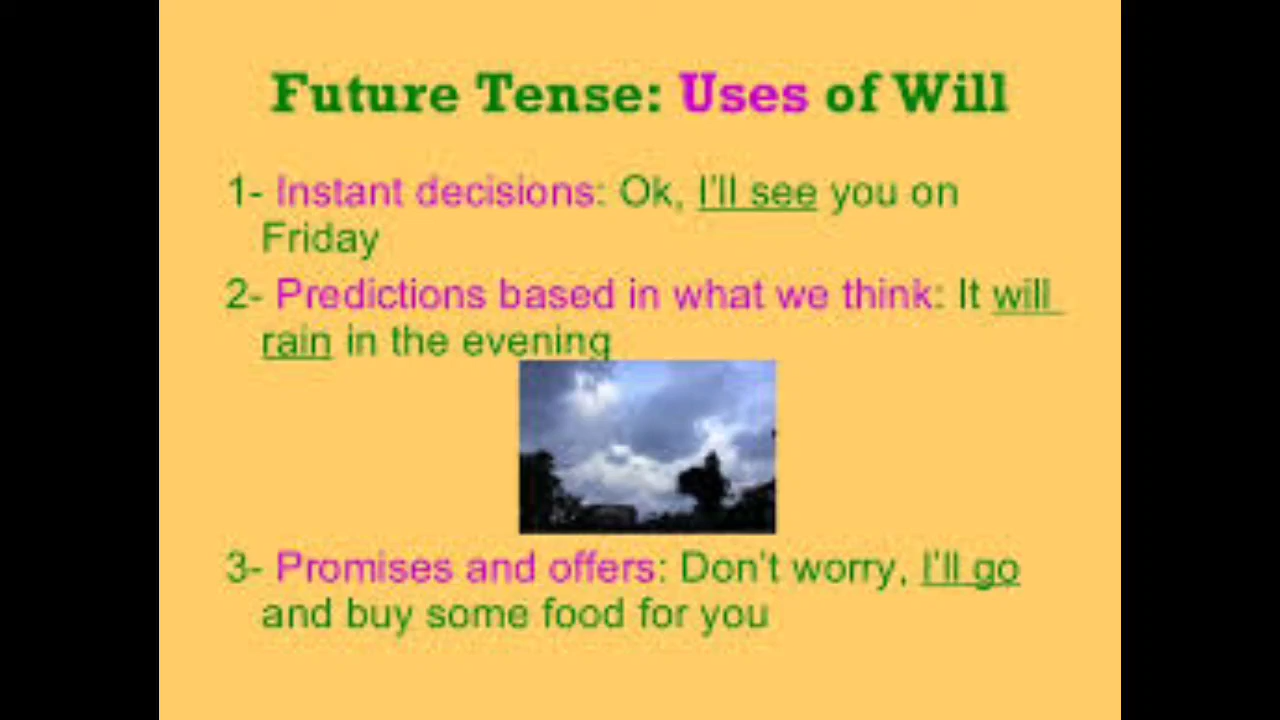 Future Tense: Uses of Will
1- Instant decisions: Ok, I'll see you on
Friday
2- Predictions based in what we think: It will
rain in the evening
3- Promises and offers: Don't worry, I'll go
and buy some food for you